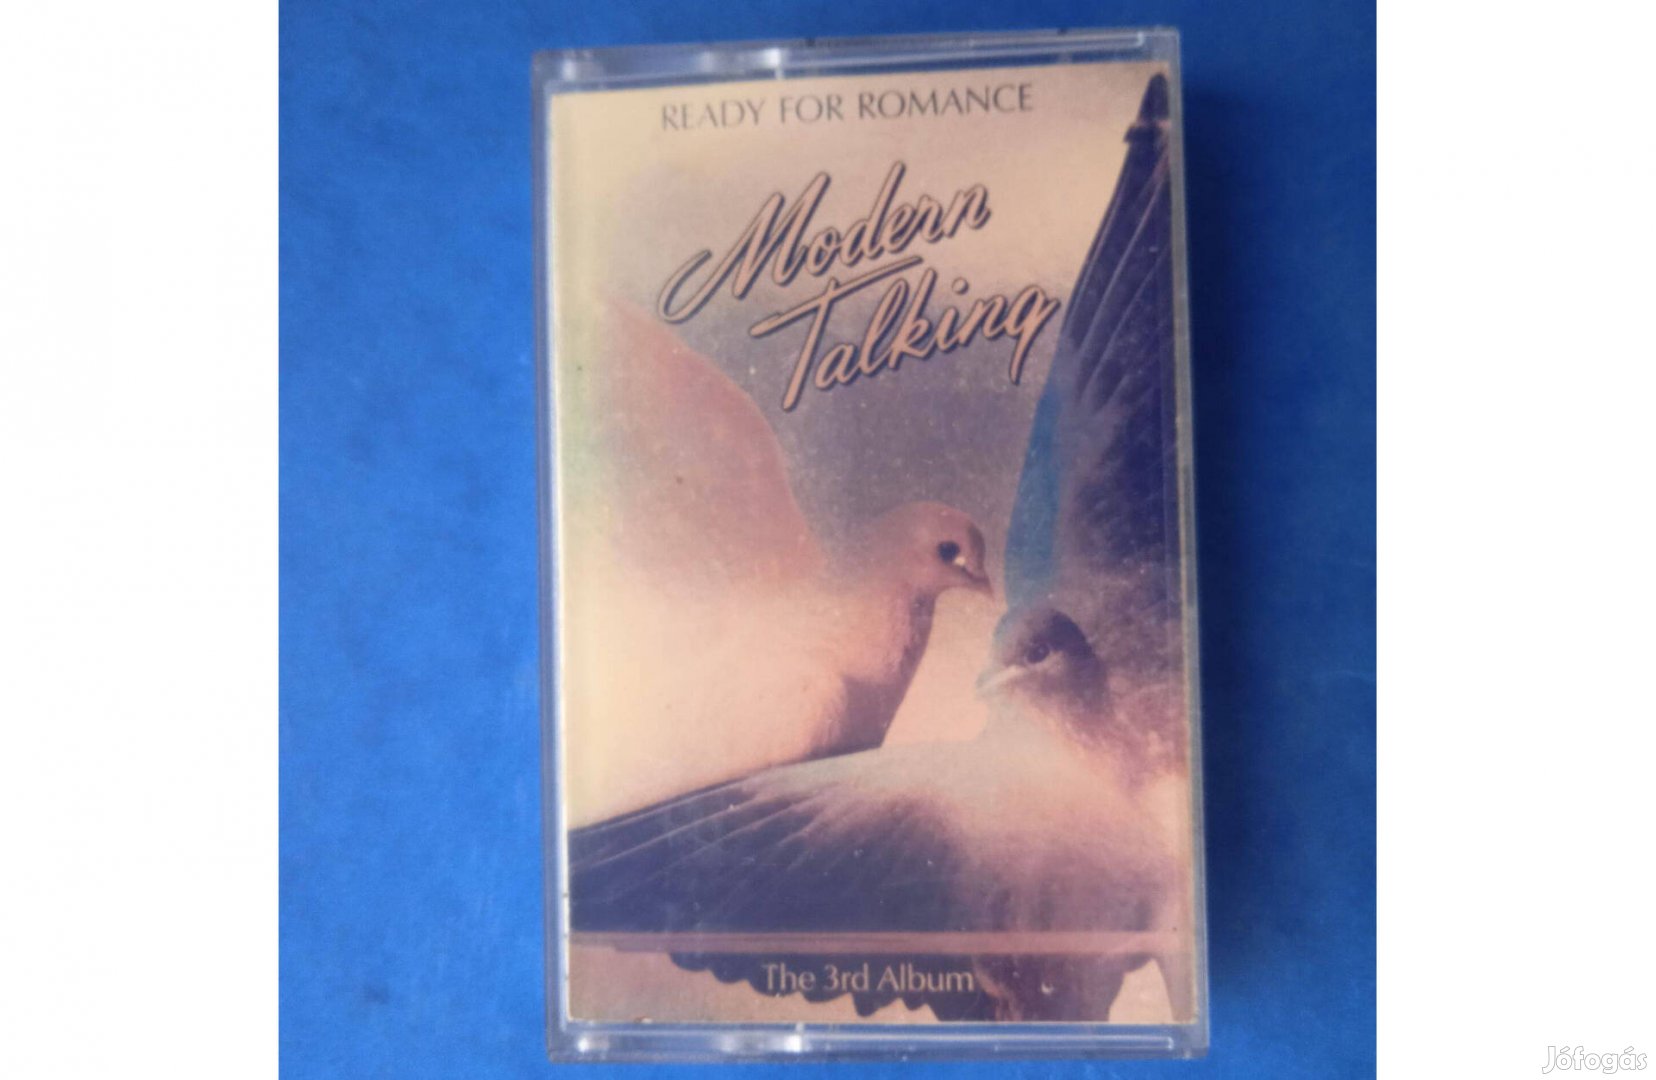 READY FOR ROMANCE
Modern
Talking
The 3rd Album
Jófogás